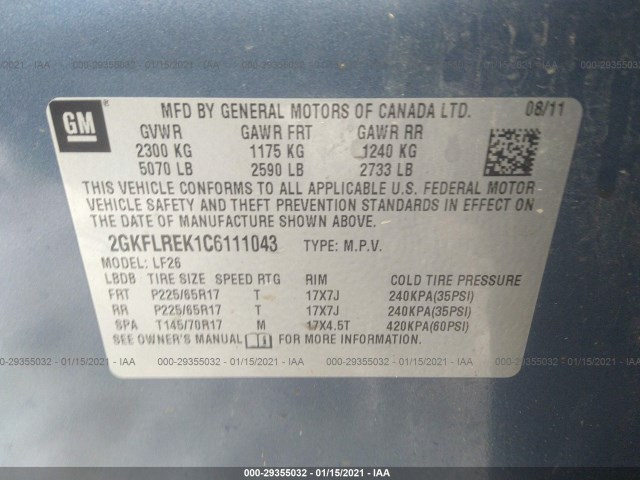 GM
®
MFD BY GENERAL MOTORS OF CANADA LTD. 08/11
GVWR GAWR FRT GAWR RR
2300 KG 1175 KG 1240 KG
5070 LB 2590 LB 2733 LB
THIS VEHICLE CONFORMS TO ALL APPLICABLE U.S. FEDERAL MOTOR
VEHICLE SAFETY AND THEFT PREVENTION STANDARDS IN EFFECT ON
THE DATE OF MANUFACTURE SHOWN ABOVE.
2GKFLREK1C6111043 TYPE: M.P.V.
MODEL: LF26
LBDB TIRE SIZE SPEED RTG RIM COLD TIRE PRESSURE
FRT P225/65R17 T 17X7J 240KPA(35PSI)
RR P225/65R17 T 17X7J 240KPA(35PSI)
SPA T145/70R17 M 17X4.5T 420KPA(60PSI)
SEE OWNER'S MANUAL FOR MORE INFORMATION.
000-29355032 - 01/15/2021 - IAA